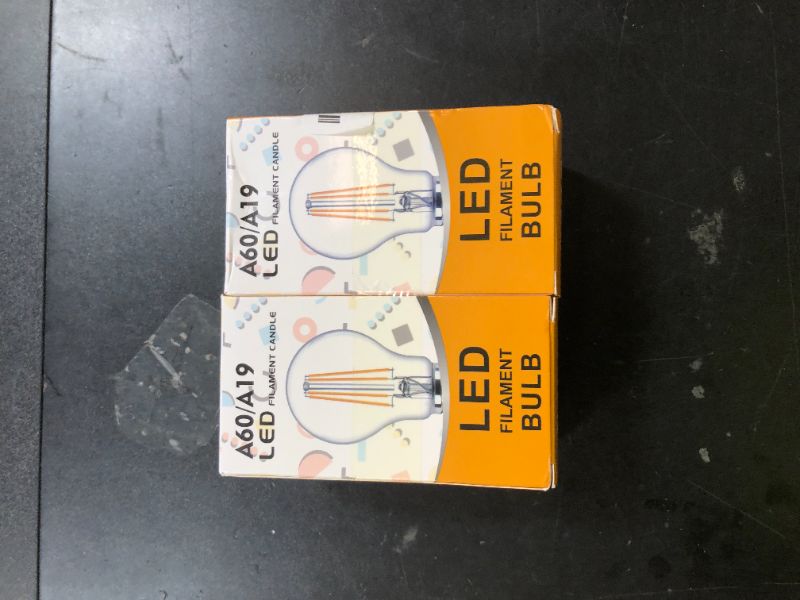 A60/A19
LED FILAMENT CANDLE
LED
FILAMENT
BULB
A60/A19
LED FILAMENT CANDLE
LED
FILAMENT
BULB